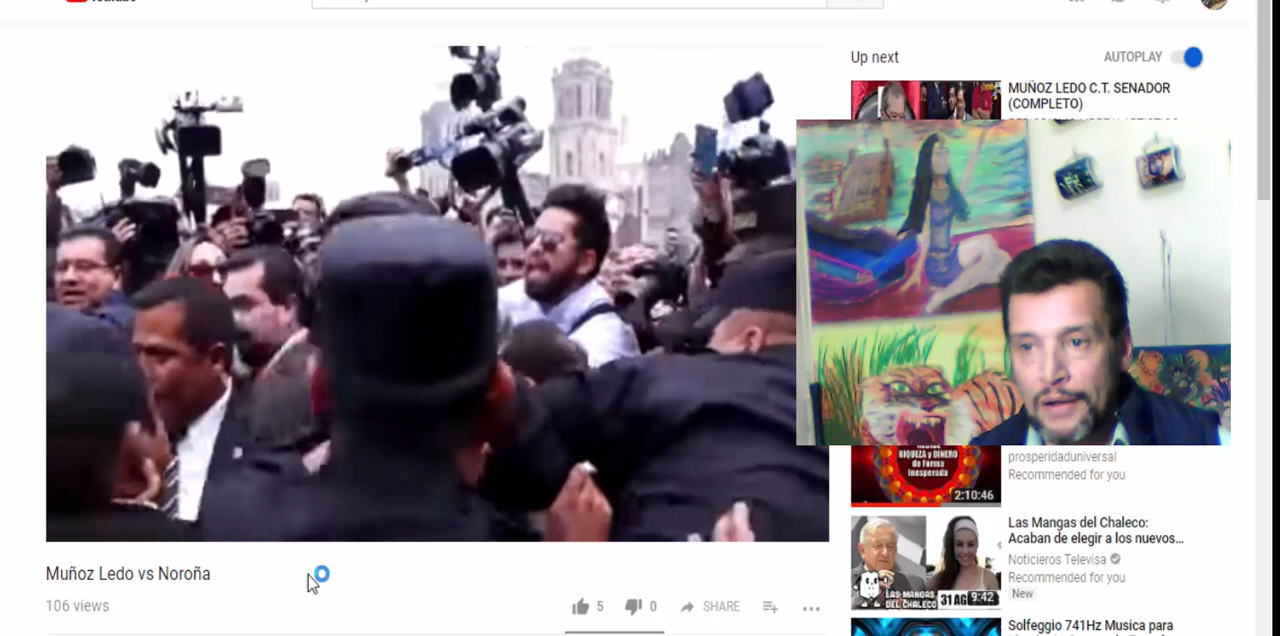 Up next
AUTOPLAY
MUÑOZ LEDO C.T. SENADOR
(COMPLETO)
RIQUEZA y DINERO
de Forma
Inesperada
2:10:46
prosperidaduniversal
Recommended for you
Las Mangas del Chaleco:
Acaban de elegir a los nuevos...
Noticieros Televisa
Recommended for you
New
LAS MANGAS
DEL CHALECO
31 AG
9:42
Solfeggio 741Hz Musica para
Muñoz Ledo vs Noroña
106 views
5
0
SHARE